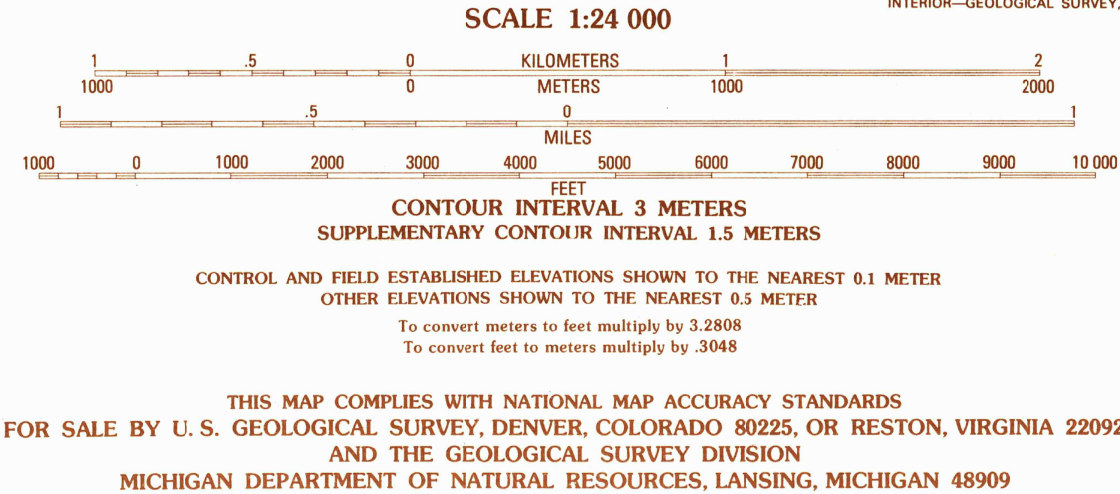 INTERIOR—GEOLOGICAL SURVEY,
SCALE 1:24 000
1 .5 0 KILOMETERS 1 2
1000 0 METERS 1000 2000
1 .5 0 1
MILES
1000 0 1000 2000 3000 4000 5000 6000 7000 8000 9000 10 000
FEET
CONTOUR INTERVAL 3 METERS
SUPPLEMENTARY CONTOUR INTERVAL 1.5 METERS
CONTROL AND FIELD ESTABLISHED ELEVATIONS SHOWN TO THE NEAREST 0.1 METER
OTHER ELEVATIONS SHOWN TO THE NEAREST 0.5 METER
To convert meters to feet multiply by 3.2808
To convert feet to meters multiply by .3048
THIS MAP COMPLIES WITH NATIONAL MAP ACCURACY STANDARDS
FOR SALE BY U. S. GEOLOGICAL SURVEY, DENVER, COLORADO 80225, OR RESTON, VIRGINIA 22092
AND THE GEOLOGICAL SURVEY DIVISION
MICHIGAN DEPARTMENT OF NATURAL RESOURCES, LANSING, MICHIGAN 48909